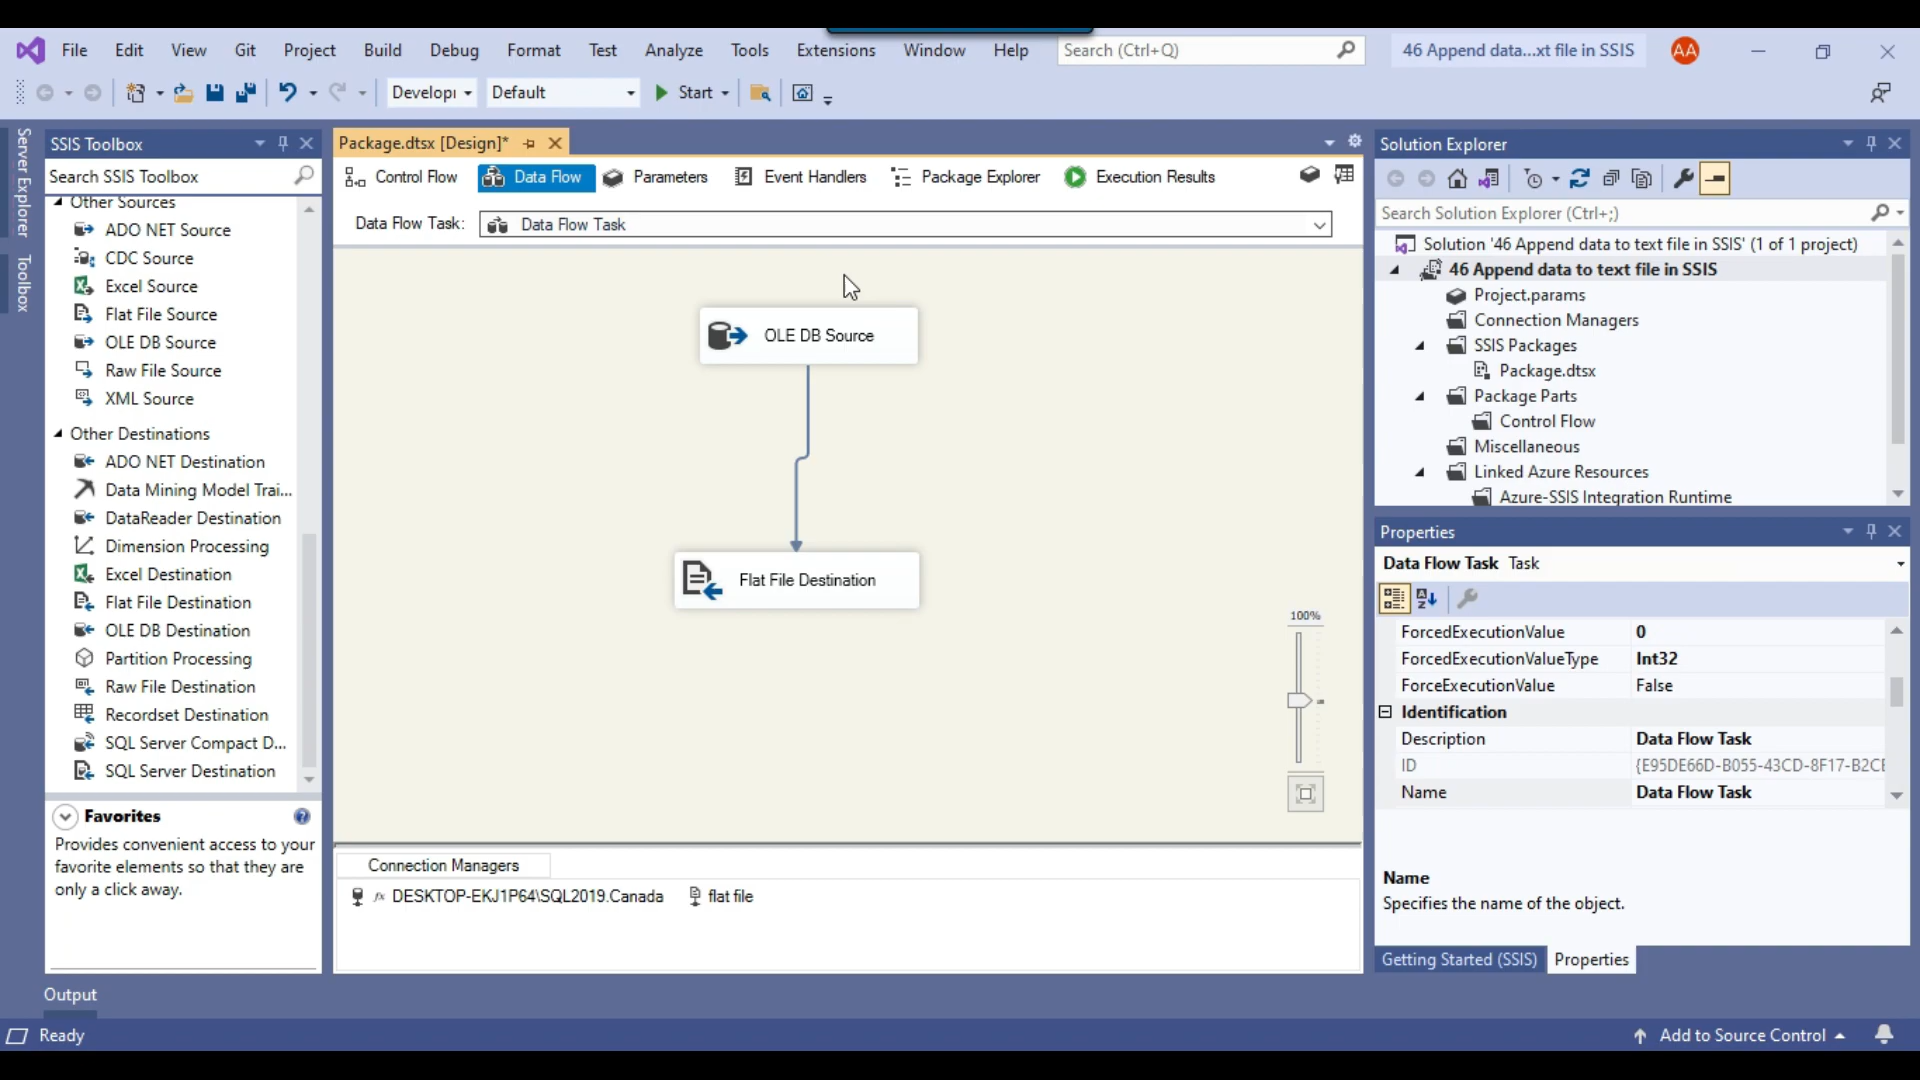 File Edit View Git Project Build Debug Format Test Analyze Tools Extensions Window Help Search (Ctrl+Q) 46 Append data...xt file in SSIS AA
Developi Default Start
Server Explorer
Toolbox
SSIS Toolbox
Search SSIS Toolbox
Other Sources
ADO NET Source
CDC Source
Excel Source
Flat File Source
OLE DB Source
Raw File Source
XML Source
Other Destinations
ADO NET Destination
Data Mining Model Trai...
DataReader Destination
Dimension Processing
Excel Destination
Flat File Destination
OLE DB Destination
Partition Processing
Raw File Destination
Recordset Destination
SQL Server Compact D...
SQL Server Destination
Favorites
Provides convenient access to your
favorite elements so that they are
only a click away.
Package.dtsx [Design]*
Control Flow Data Flow Parameters Event Handlers Package Explorer Execution Results
Data Flow Task: Data Flow Task
OLE DB Source
Flat File Destination
100%
Connection Managers
fx DESKTOP-EKJ1P64\SQL2019.Canada flat file
Solution Explorer
Search Solution Explorer (Ctrl+;)
Solution '46 Append data to text file in SSIS' (1 of 1 project)
46 Append data to text file in SSIS
Project.params
Connection Managers
SSIS Packages
Package.dtsx
Package Parts
Control Flow
Miscellaneous
Linked Azure Resources
Azure-SSIS Integration Runtime
Properties
Data Flow Task Task
ForcedExecutionValue 0
ForcedExecutionValueType Int32
ForceExecutionValue False
Identification
Description Data Flow Task
ID {E95DE66D-B055-43CD-8F17-B2CE
Name Data Flow Task
Name
Specifies the name of the object.
Getting Started (SSIS) Properties
Output
Ready Add to Source Control